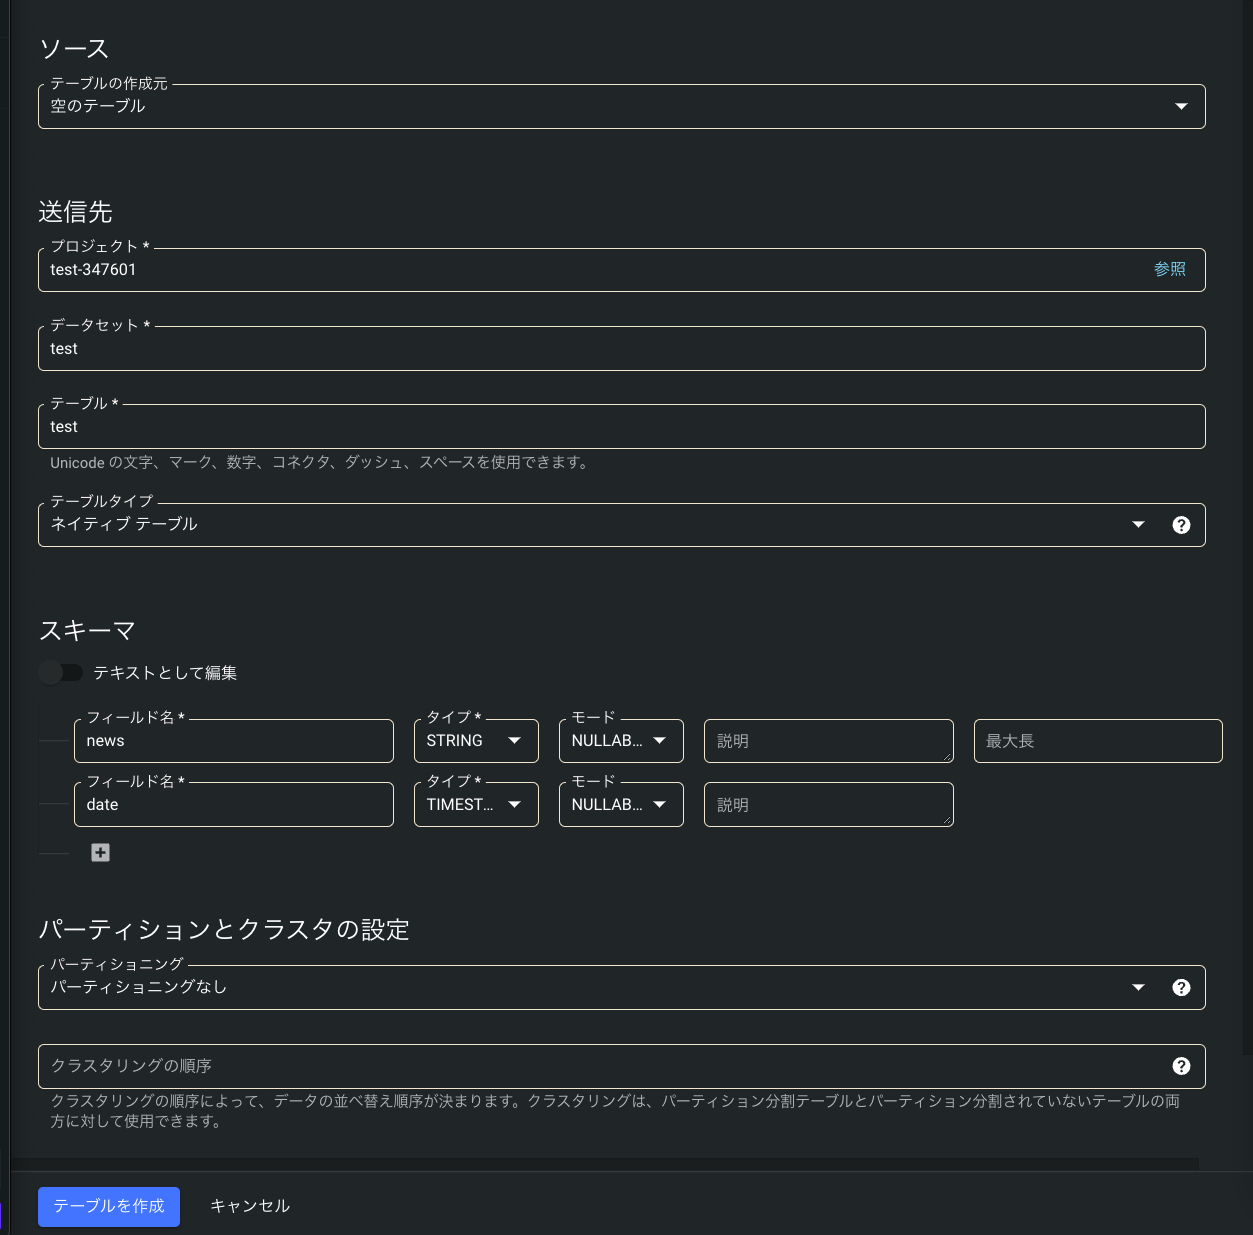 ソース
テーブルの作成元
空のテーブル
送信先
プロジェクト *
test-347601
参照
データセット *
test
テーブル *
test
Unicode の文字、マーク、数字、コネクタ、ダッシュ、スペースを使用できます。
テーブルタイプ
ネイティブ テーブル
スキーマ
テキストとして編集
フィールド名 * タイプ * モード
news STRING NULLAB... 説明 最大長
フィールド名 * タイプ * モード
date TIMEST... NULLAB... 説明
パーティションとクラスタの設定
パーティショニング
パーティショニングなし
クラスタリングの順序
クラスタリングの順序によって、データの並べ替え順序が決まります。クラスタリングは、パーティション分割テーブルとパーティション分割されていないテーブルの両
方に対して使用できます。
テーブルを作成 キャンセル